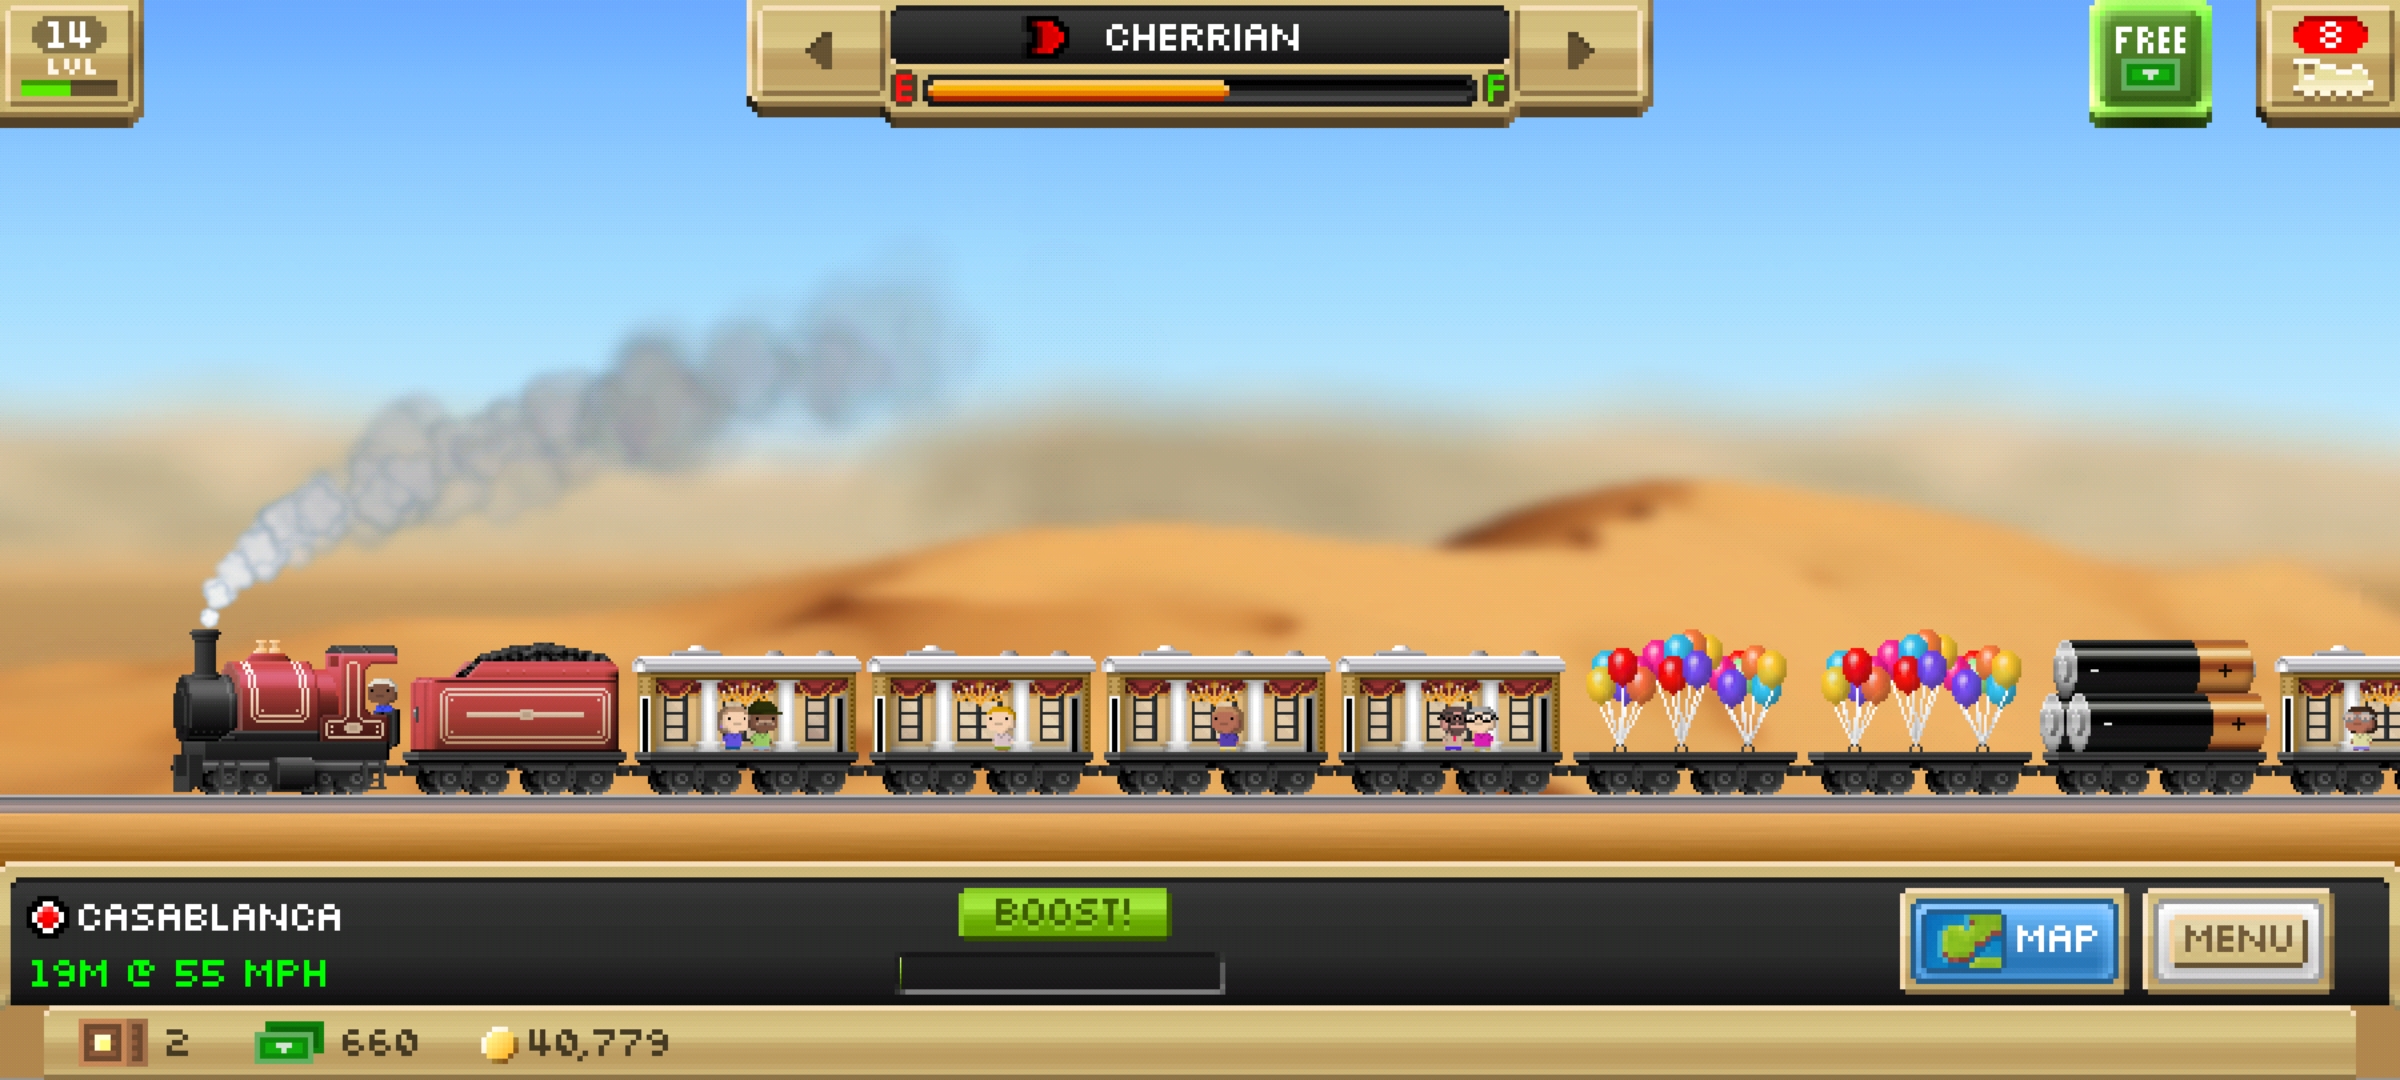 14
LVL
CHERRIAN
E F
FREE
8
- +
- +
CASABLANCA
19M @ 55 MPH
BOOST!
MAP
MENU
2
660
40,779